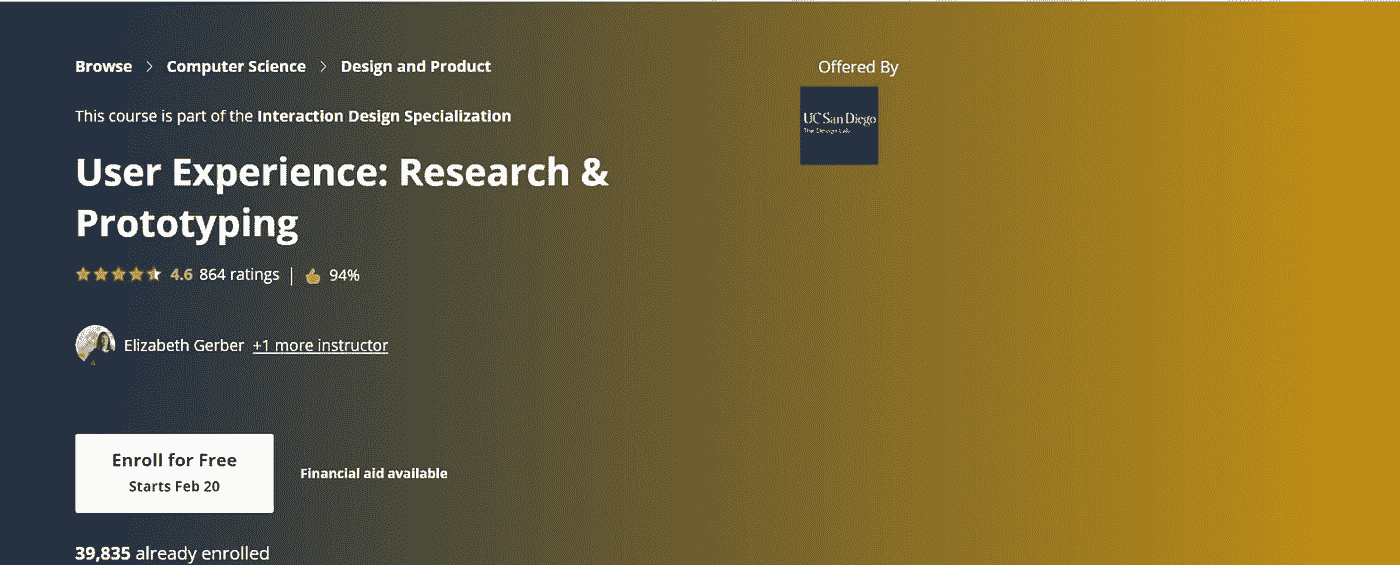 Browse > Computer Science > Design and Product
Offered By
This course is part of the Interaction Design Specialization
UC San Diego
The Design Lab
User Experience: Research &
Prototyping
4.6 864 ratings | 94%
Elizabeth Gerber +1 more instructor
Enroll for Free
Starts Feb 20
Financial aid available
39,835 already enrolled